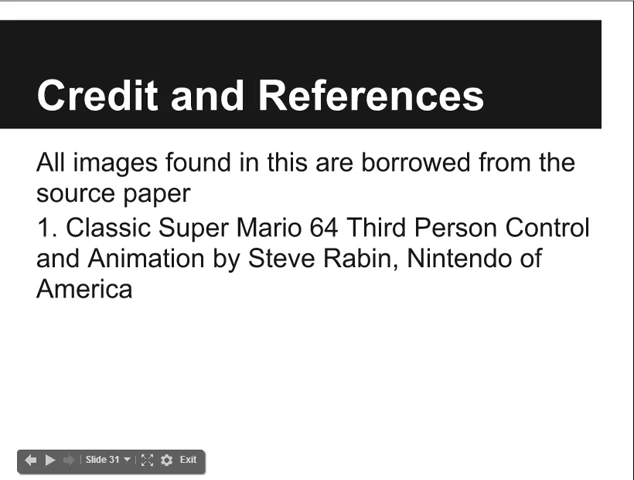 Credit and References
All images found in this are borrowed from the
source paper
1. Classic Super Mario 64 Third Person Control
and Animation by Steve Rabin, Nintendo of
America
Slide 31 Exit